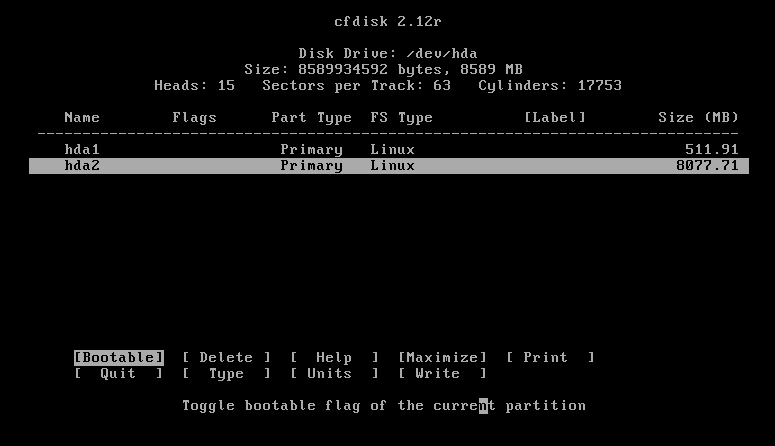 cfdisk 2.12r
Disk Drive: /dev/hda
Size: 8589934592 bytes, 8589 MB
Heads: 15   Sectors per Track: 63   Cylinders: 17753
Name        Flags      Part Type  FS Type          [Label]        Size (MB)
------------------------------------------------------------------------------
hda1                    Primary   Linux                              511.91
hda2                    Primary   Linux                             8077.71
[Bootable]  [ Delete ]  [  Help  ]  [Maximize]  [ Print  ]
[  Quit  ]  [  Type  ]  [ Units  ]  [ Write  ]
Toggle bootable flag of the current partition